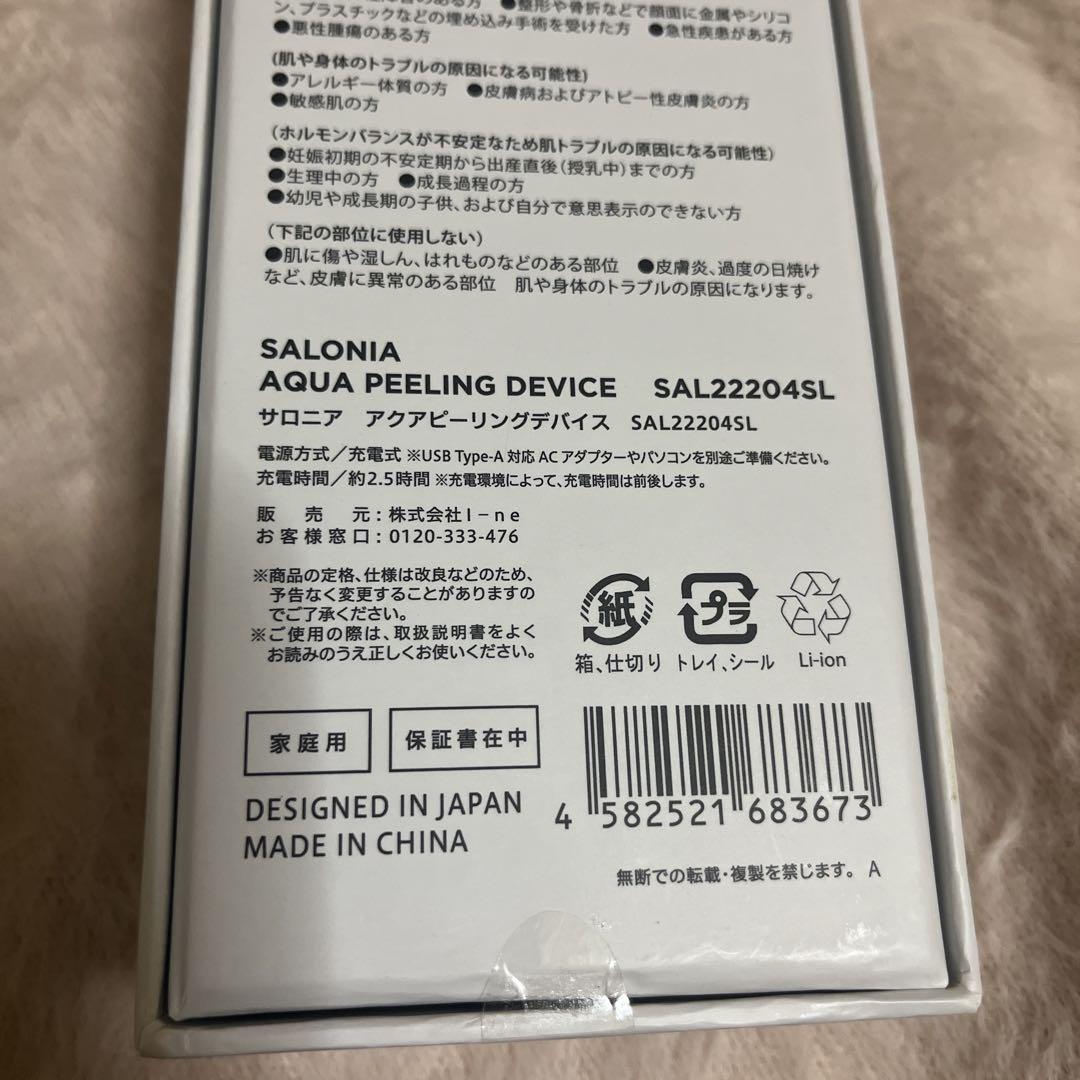 のある方　●整形や骨折などで顔面に金属やシリコ
ン、プラスチックなどの埋め込み手術を受けた方　●急性疾患がある方
●悪性腫瘍のある方
(肌や身体のトラブルの原因になる可能性)
●アレルギー体質の方　●皮膚病およびアトピー性皮膚炎の方
●敏感肌の方
(ホルモンバランスが不安定なため肌トラブルの原因になる可能性)
●妊娠初期の不安定期から出産直後(授乳中)までの方
●生理中の方　●成長過程の方
●幼児や成長期の子供、および自分で意思表示のできない方
(下記の部位に使用しない)
●肌に傷や湿しん、はれものなどのある部位　●皮膚炎、過度の日焼け
など、皮膚に異常のある部位　肌や身体のトラブルの原因になります。
SALONIA
AQUA PEELING DEVICE　SAL22204SL
サロニア　アクアピーリングデバイス　SAL22204SL
電源方式／充電式 ※USB Type-A 対応 AC アダプターやパソコンを別途ご準備ください。
充電時間／約2.5時間 ※充電環境によって、充電時間は前後します。
販　売　元：株式会社I-ne
お客様窓口：0120-333-476
※商品の定格、仕様は改良などのため、
予告なく変更することがありますの
でご了承ください。
※ご使用の際は、取扱説明書をよく
お読みのうえ正しくお使いください。
紙
箱、仕切り
プラ
トレイ、シール
Li-ion
家庭用
保証書在中
DESIGNED IN JAPAN
MADE IN CHINA
4 582521 683673
無断での転載・複製を禁じます。 A